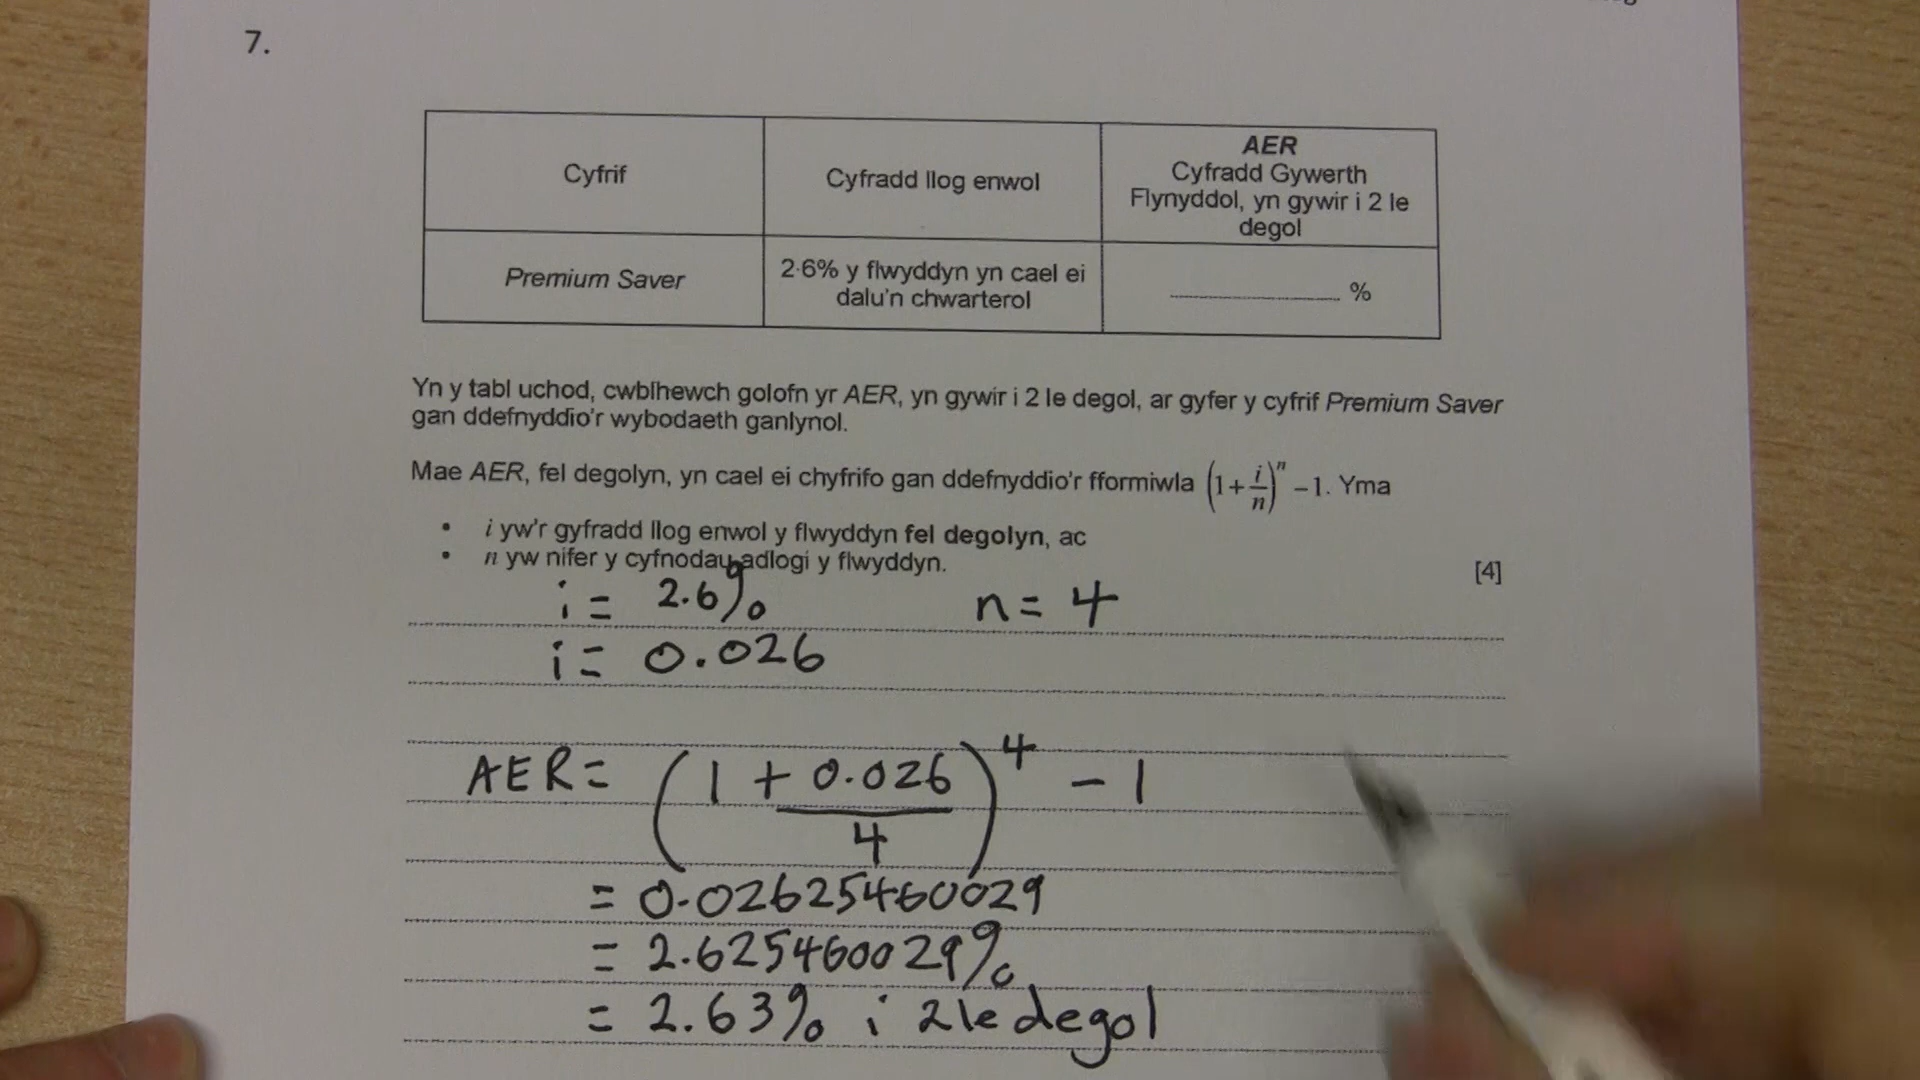 7.
Cyfrif
Cyfradd llog enwol
AER
Cyfradd Gywerth
Flynyddol, yn gywir i 2 le
degol
Premium Saver
2·6% y flwyddyn yn cael ei
dalu'n chwarterol
%
Yn y tabl uchod, cwblhewch golofn yr AER, yn gywir i 2 le degol, ar gyfer y cyfrif Premium Saver
gan ddefnyddio'r wybodaeth ganlynol.
Mae AER, fel degolyn, yn cael ei chyfrifo gan ddefnyddio'r fformiwla (1 + i/n)^n − 1. Yma
• i yw'r gyfradd llog enwol y flwyddyn fel degolyn, ac
• n yw nifer y cyfnodau adlogi y flwyddyn.
[4]
i = 2.6% n = 4
i = 0.026
AER = (1 + 0.026/4)^4 − 1
= 0.02625460029
= 2.625460029%
= 2.63% i 2 le degol